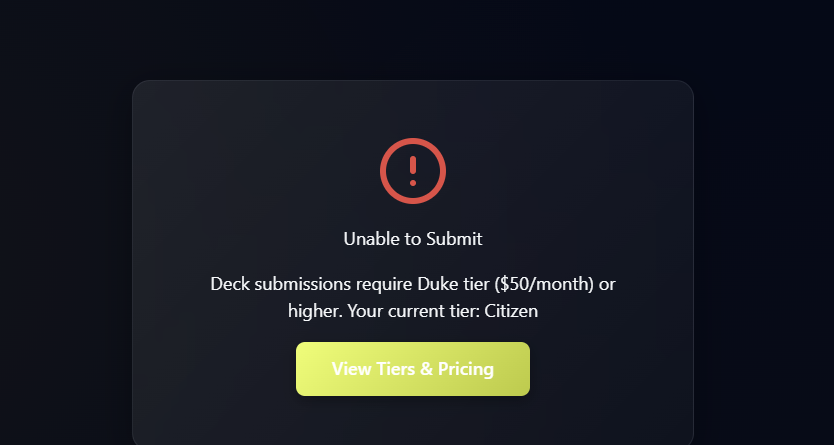 Unable to Submit
Deck submissions require Duke tier ($50/month) or
higher. Your current tier: Citizen
View Tiers & Pricing